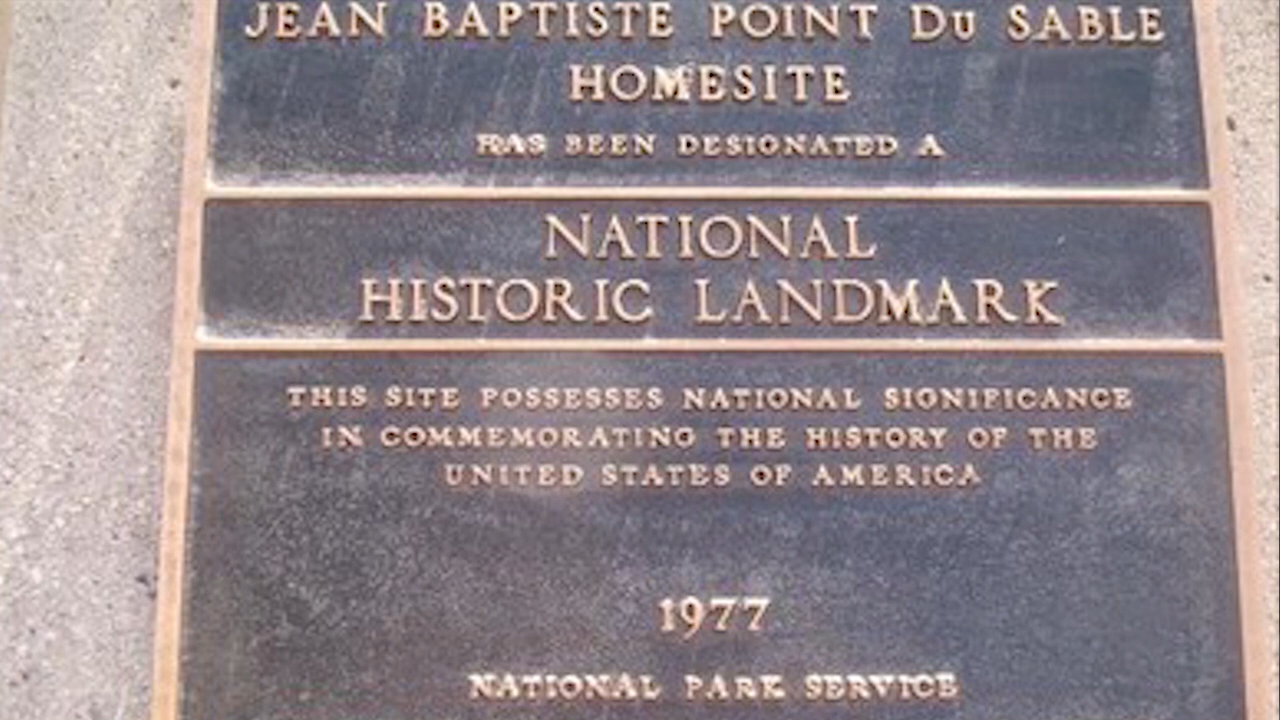 JEAN BAPTISTE POINT DU SABLE
HOMESITE
HAS BEEN DESIGNATED A
NATIONAL
HISTORIC LANDMARK
THIS SITE POSSESSES NATIONAL SIGNIFICANCE
IN COMMEMORATING THE HISTORY OF THE
UNITED STATES OF AMERICA
1977
NATIONAL PARK SERVICE